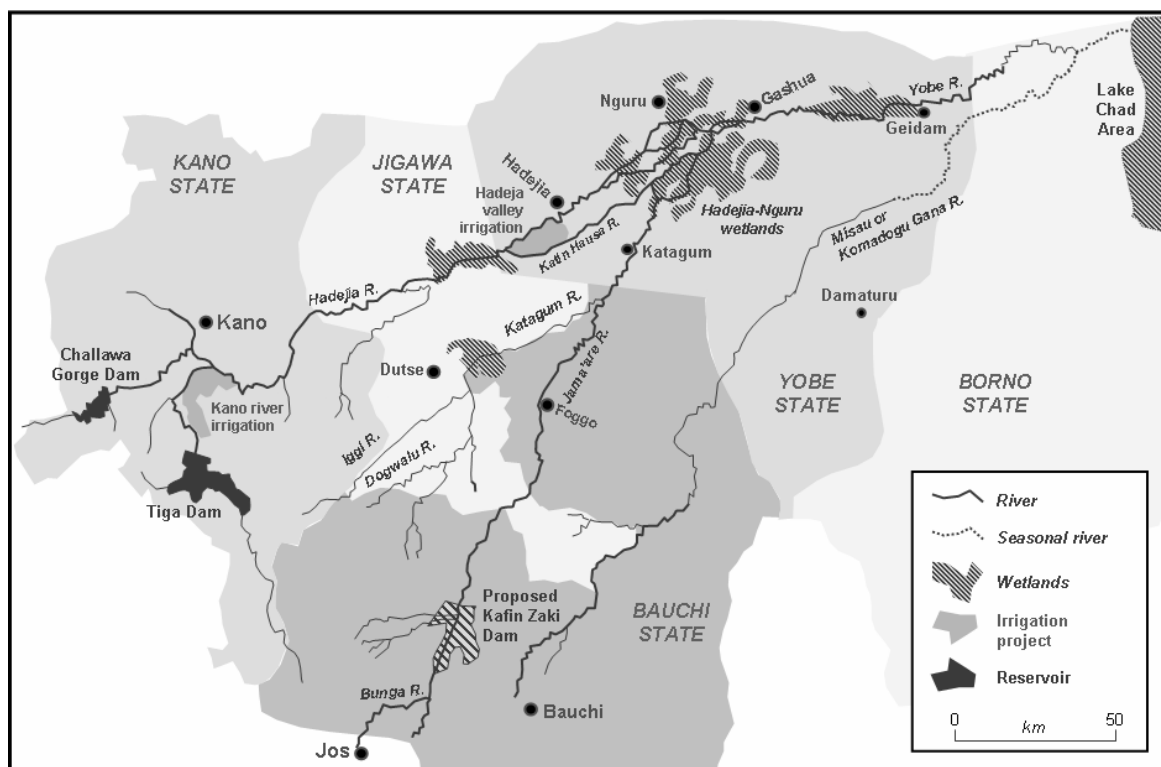 Nguru
Gashua
Yobe R.
Geidam
Lake
Chad
Area
KANO
STATE
JIGAWA
STATE
Hadejia
Hadeja
valley
irrigation
Hadejia-Nguru
wetlands
Misau or
Komadogu Gana R.
Katin Hausa R.
Katagum
Hadejia R.
Damaturu
Kano
Katagum R.
Challawa
Gorge Dam
Dutse
Jama'are R.
YOBE
STATE
BORNO
STATE
Foggo
Kano river
irrigation
Iggi R.
Dogwalu R.
Tiga Dam
Proposed
Kafin Zaki
Dam
BAUCHI
STATE
Bunga R.
Bauchi
Jos
River
Seasonal river
Wetlands
Irrigation
project
Reservoir
0 50
km